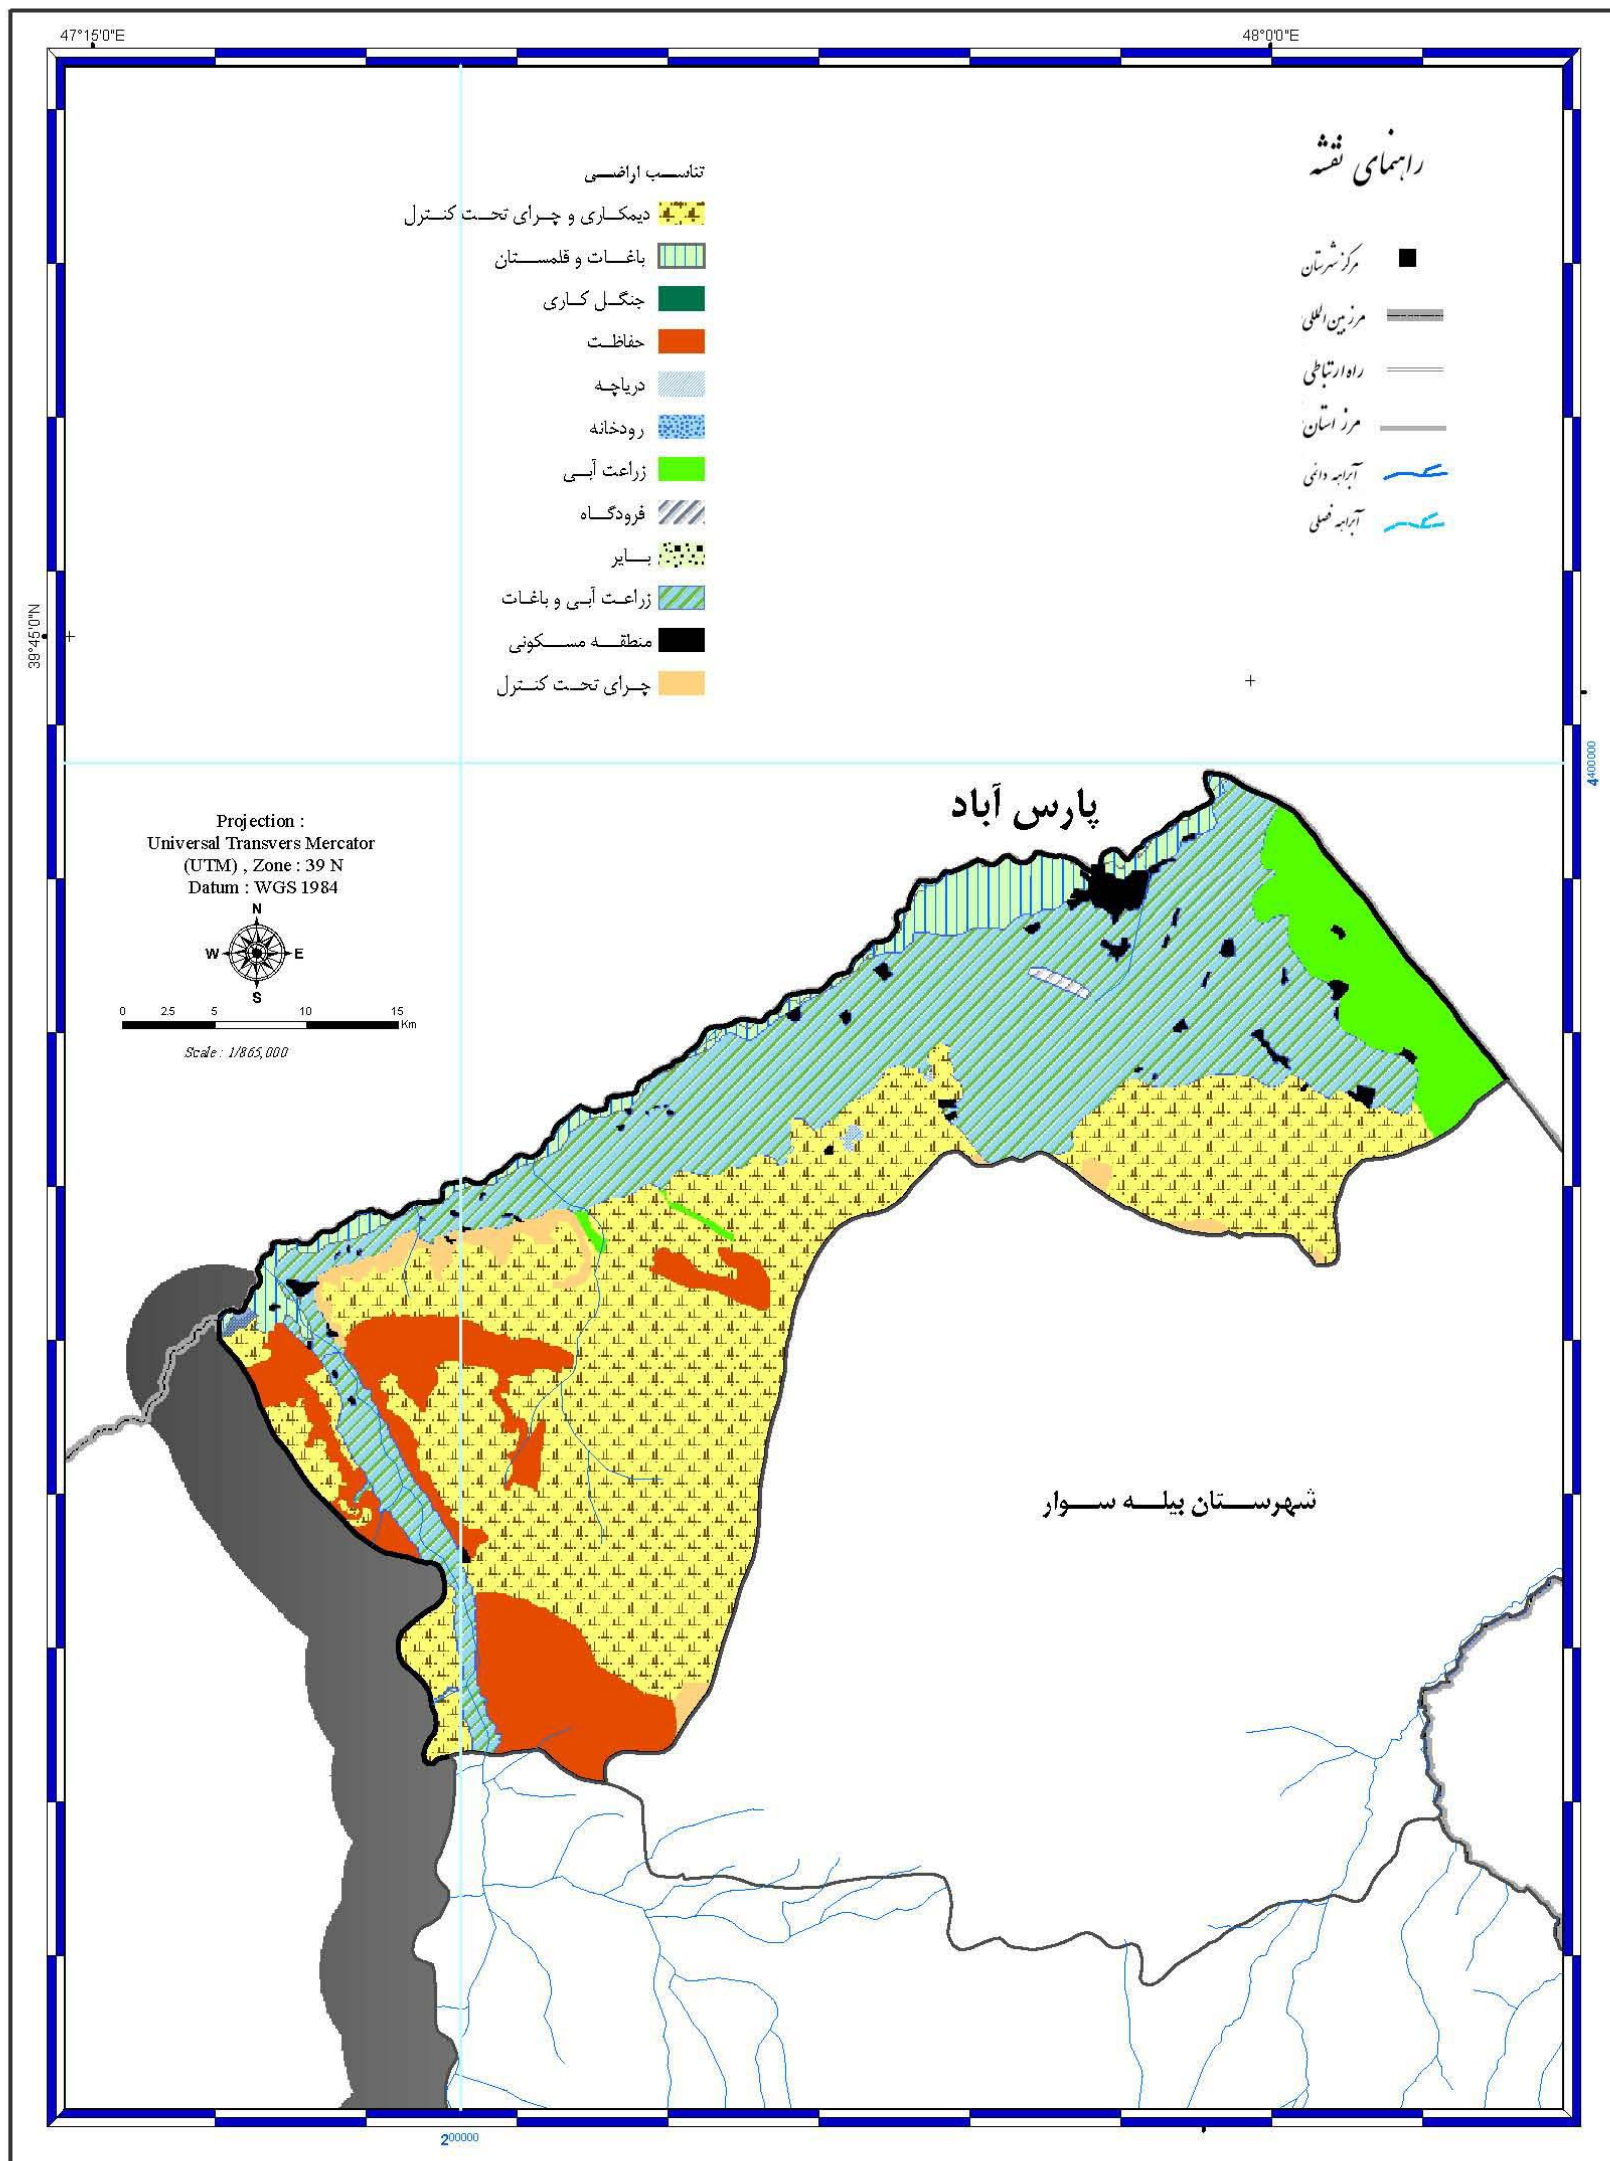 47°15'0"E
48°0'0"E
راهنمای نقشه
مرکز شهرستان
مرز بین المللی
راه ارتباطی
مرز استان
آبراهه دائمی
آبراهه فصلی
تناسب اراضی
دیمکاری و چرای تحت کنترل
باغات و قلمستان
جنگل کاری
حفاظت
دریاچه
رودخانه
زراعت آبی
فرودگاه
بایر
زراعت آبی و باغات
منطقه مسکونی
چرای تحت کنترل
39°45'0"N
4400000
پارس آباد
Projection :
Universal Transvers Mercator
(UTM) , Zone : 39 N
Datum : WGS 1984
N
W E
S
0 2.5 5 10 15
Km
Scale : 1/865,000
شهرستان بیله سوار
200000